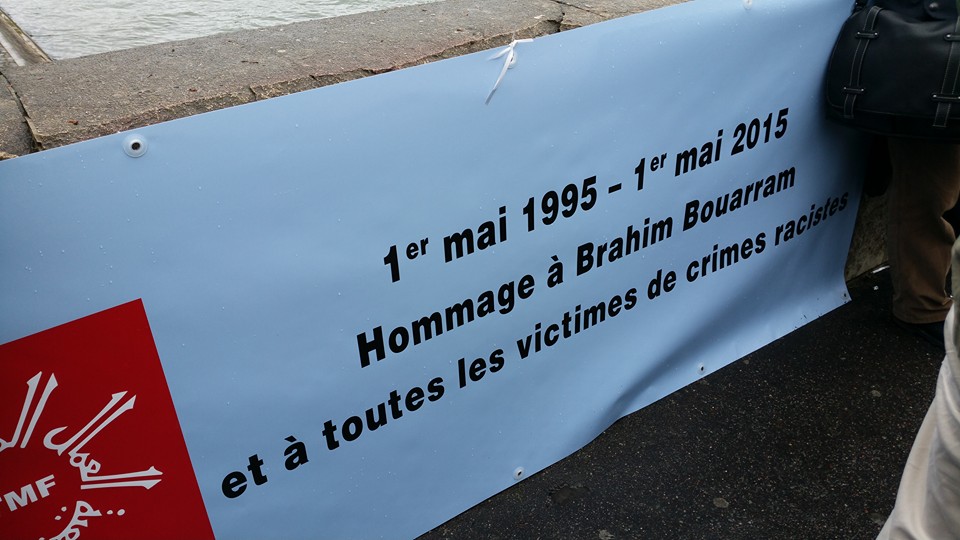 1er mai 1995 – 1er mai 2015
Hommage à Brahim Bouarram
et à toutes les victimes de crimes racistes
MF